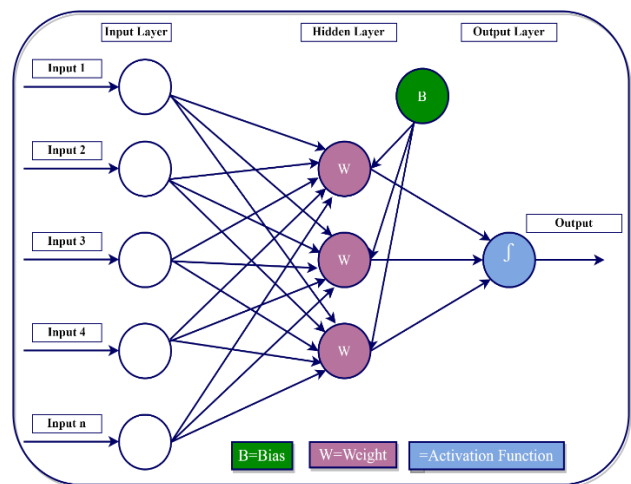 Input Layer
Hidden Layer
Output Layer
Input 1
B
Input 2
W
Input 3
W
∫
Output
Input 4
W
Input n
B=Bias
W=Weight
=Activation Function